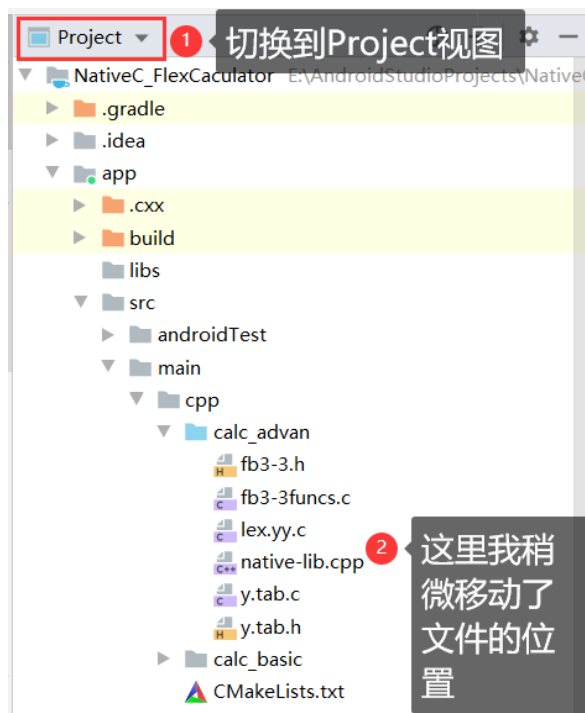 Project
1
切换到Project视图
NativeC_FlexCaculator E:\AndroidStudioProjects\Native
.gradle
.idea
app
.cxx
build
libs
src
androidTest
main
cpp
calc_advan
fb3-3.h
fb3-3funcs.c
lex.yy.c
native-lib.cpp
y.tab.c
y.tab.h
2
这里我稍
微移动了
文件的位
置
calc_basic
CMakeLists.txt